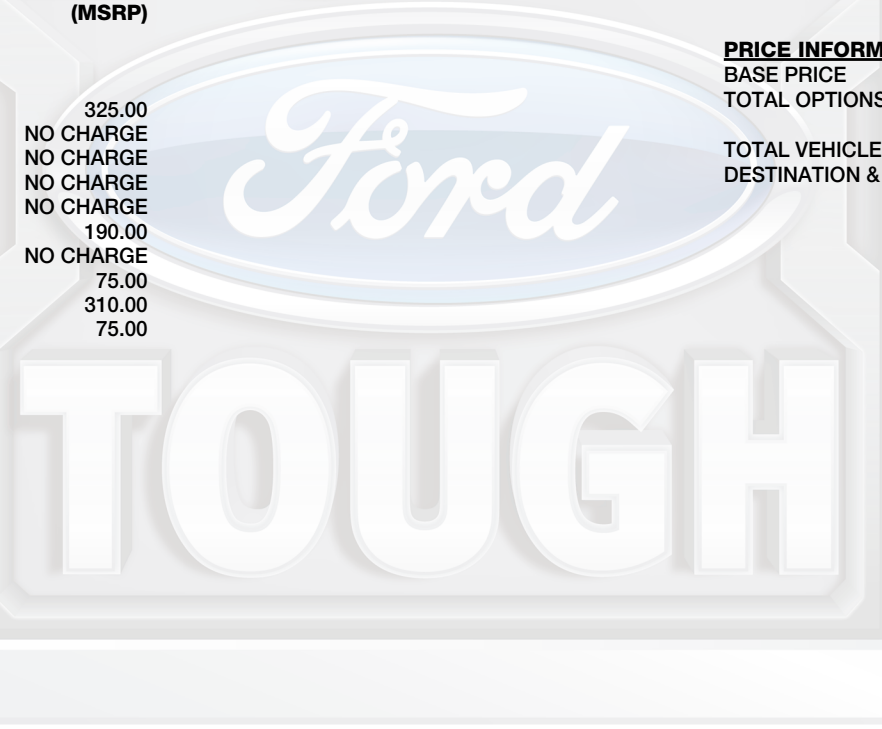 (MSRP)
325.00
NO CHARGE
NO CHARGE
NO CHARGE
NO CHARGE
190.00
NO CHARGE
75.00
310.00
75.00
PRICE INFORM
BASE PRICE
TOTAL OPTIONS
TOTAL VEHICLE
DESTINATION &
Ford
TOUGH